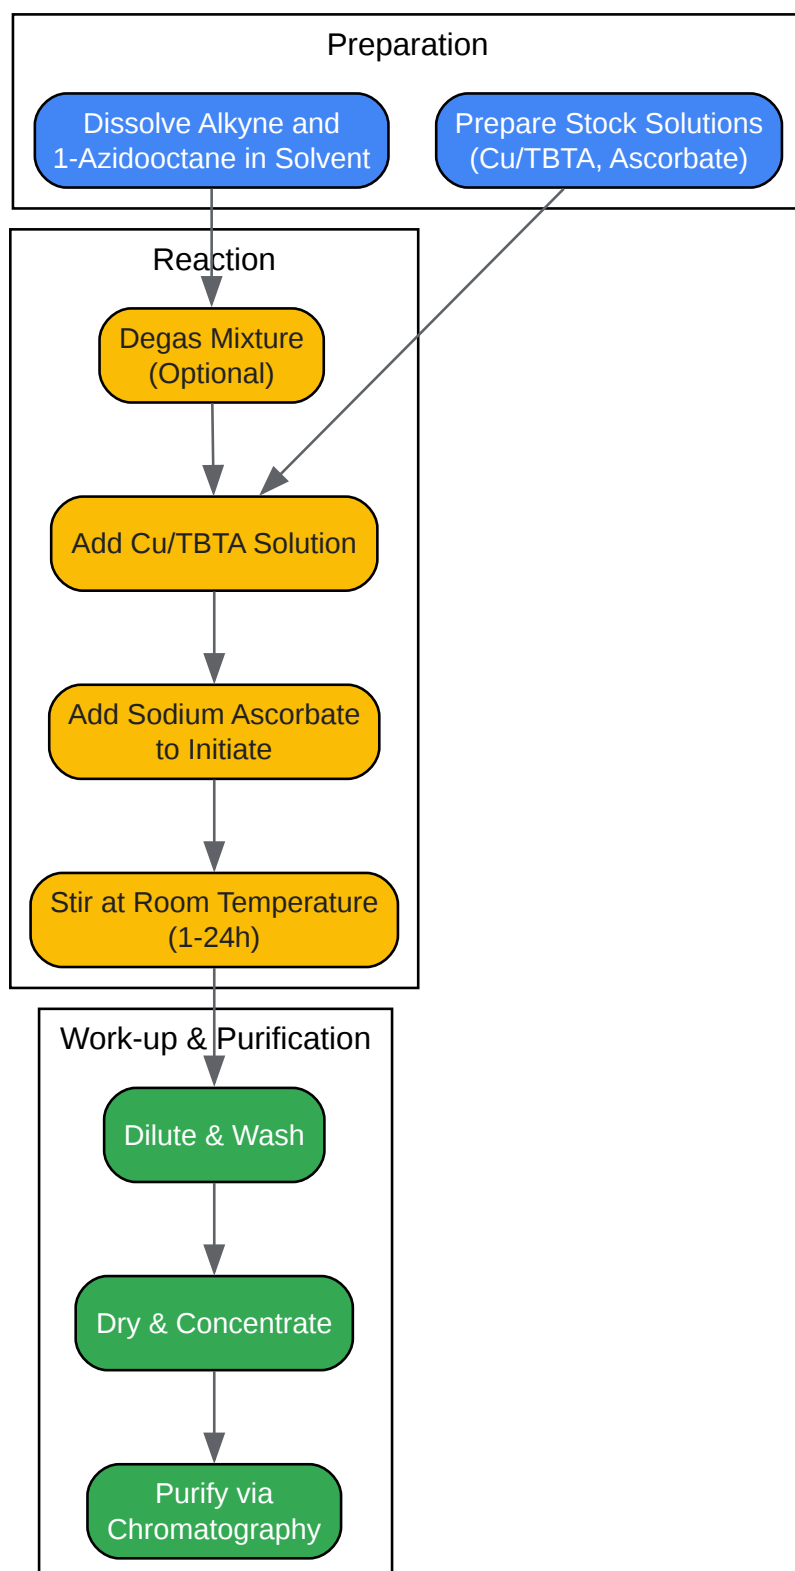 Preparation
Dissolve Alkyne and
1-Azidooctane in Solvent
Prepare Stock Solutions
(Cu/TBTA, Ascorbate)
Reaction
Degas Mixture
(Optional)
Add Cu/TBTA Solution
Add Sodium Ascorbate
to Initiate
Stir at Room Temperature
(1-24h)
Work-up & Purification
Dilute & Wash
Dry & Concentrate
Purify via
Chromatography